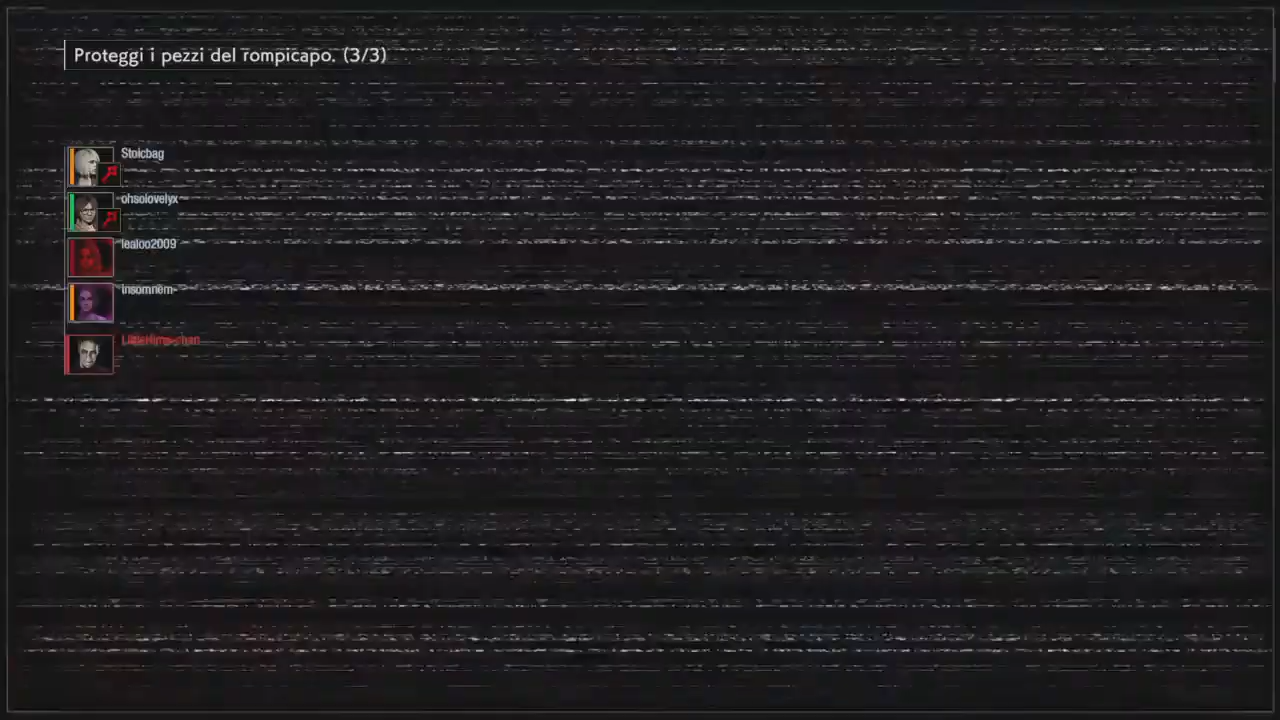 Proteggi i pezzi del rompicapo. (3/3)
Stoicbag
ohsolovelyx
lealoo2009
insomnem-